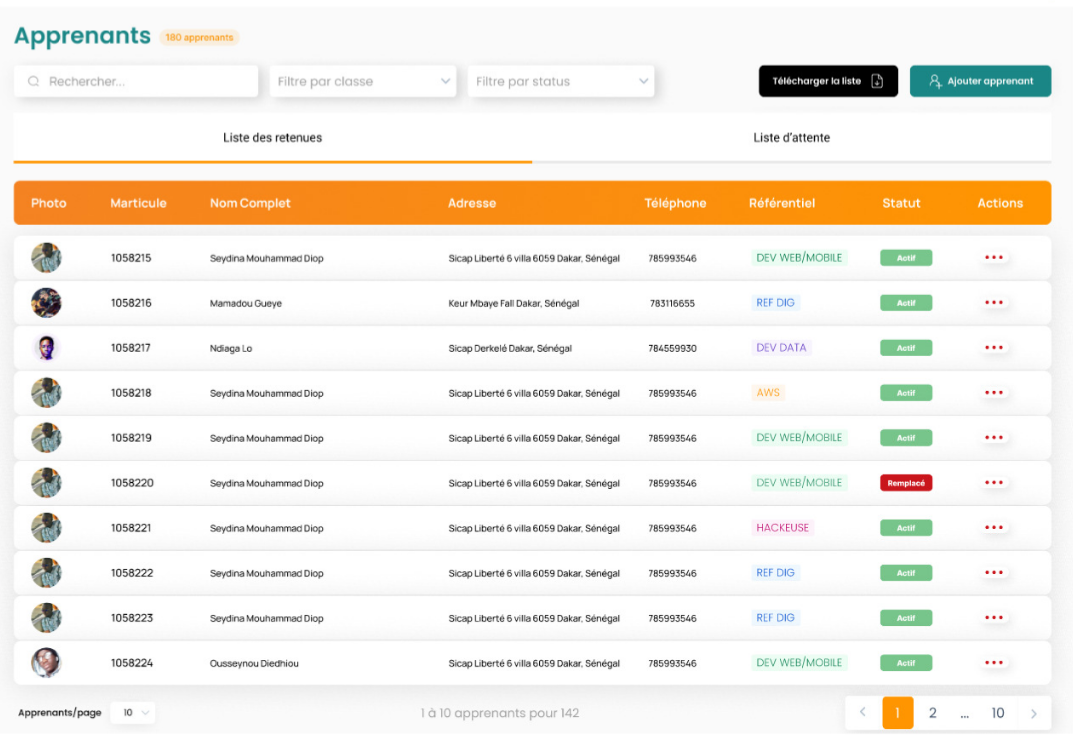 Apprenants 180 apprenants
Rechercher... Filtre par classe Filtre par status Télécharger la liste Ajouter apprenant
Liste des retenues Liste d'attente
Photo Marticule Nom Complet Adresse Téléphone Référentiel Statut Actions
1058215 Seydina Mouhammad Diop Sicap Liberté 6 villa 6059 Dakar, Sénégal 785993546 DEV WEB/MOBILE Actif
1058216 Mamadou Gueye Keur Mbaye Fall Dakar, Sénégal 783116655 REF DIG Actif
1058217 Ndiaga Lo Sicap Derkelé Dakar, Sénégal 784559930 DEV DATA Actif
1058218 Seydina Mouhammad Diop Sicap Liberté 6 villa 6059 Dakar, Sénégal 785993546 AWS Actif
1058219 Seydina Mouhammad Diop Sicap Liberté 6 villa 6059 Dakar, Sénégal 785993546 DEV WEB/MOBILE Actif
1058220 Seydina Mouhammad Diop Sicap Liberté 6 villa 6059 Dakar, Sénégal 785993546 DEV WEB/MOBILE Remplacé
1058221 Seydina Mouhammad Diop Sicap Liberté 6 villa 6059 Dakar, Sénégal 785993546 HACKEUSE Actif
1058222 Seydina Mouhammad Diop Sicap Liberté 6 villa 6059 Dakar, Sénégal 785993546 REF DIG Actif
1058223 Seydina Mouhammad Diop Sicap Liberté 6 villa 6059 Dakar, Sénégal 785993546 REF DIG Actif
1058224 Ousseynou Diedhiou Sicap Liberté 6 villa 6059 Dakar, Sénégal 785993546 DEV WEB/MOBILE Actif
Apprenants/page 10 1 à 10 apprenants pour 142 1 2 ... 10